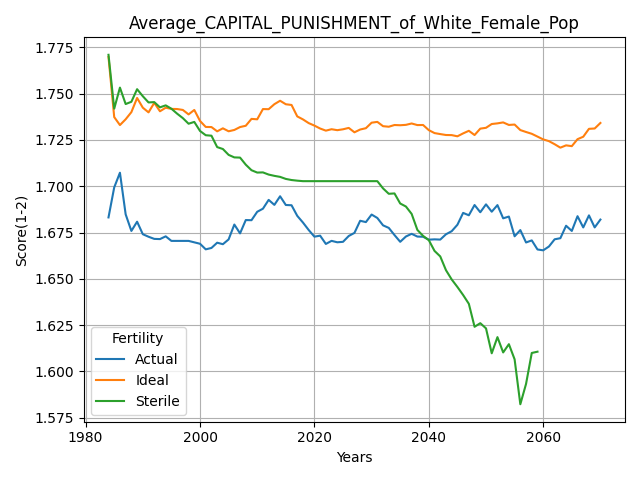 Average_CAPITAL_PUNISHMENT_of_White_Female_Pop
1.775
1.750
1.725
1.700
1.675
1.650
1.625
1.600
1.575
Score(1-2)
Fertility
Actual
Ideal
Sterile
1980
2000
2020
2040
2060
Years